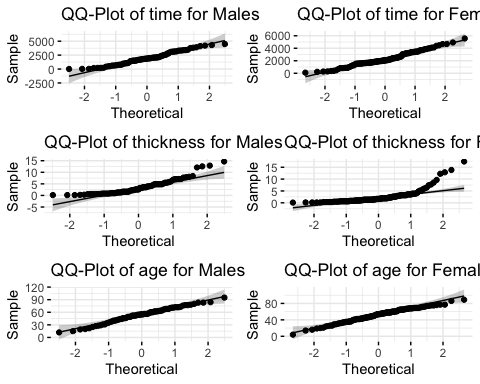 QQ-Plot of time for Males
Sample
5000
2500
0
-2500
-2 -1 0 1 2
Theoretical
QQ-Plot of time for Fem
Sample
6000
4000
2000
0
-2 -1 0 1 2
Theoretical
QQ-Plot of thickness for Males
Sample
15
10
5
0
-5
-2 -1 0 1 2
Theoretical
QQ-Plot of thickness for F
Sample
15
10
5
0
-2 -1 0 1 2
Theoretical
QQ-Plot of age for Males
Sample
120
90
60
30
0
-2 -1 0 1 2
Theoretical
QQ-Plot of age for Femal
Sample
80
40
0
-2 -1 0 1 2
Theoretical